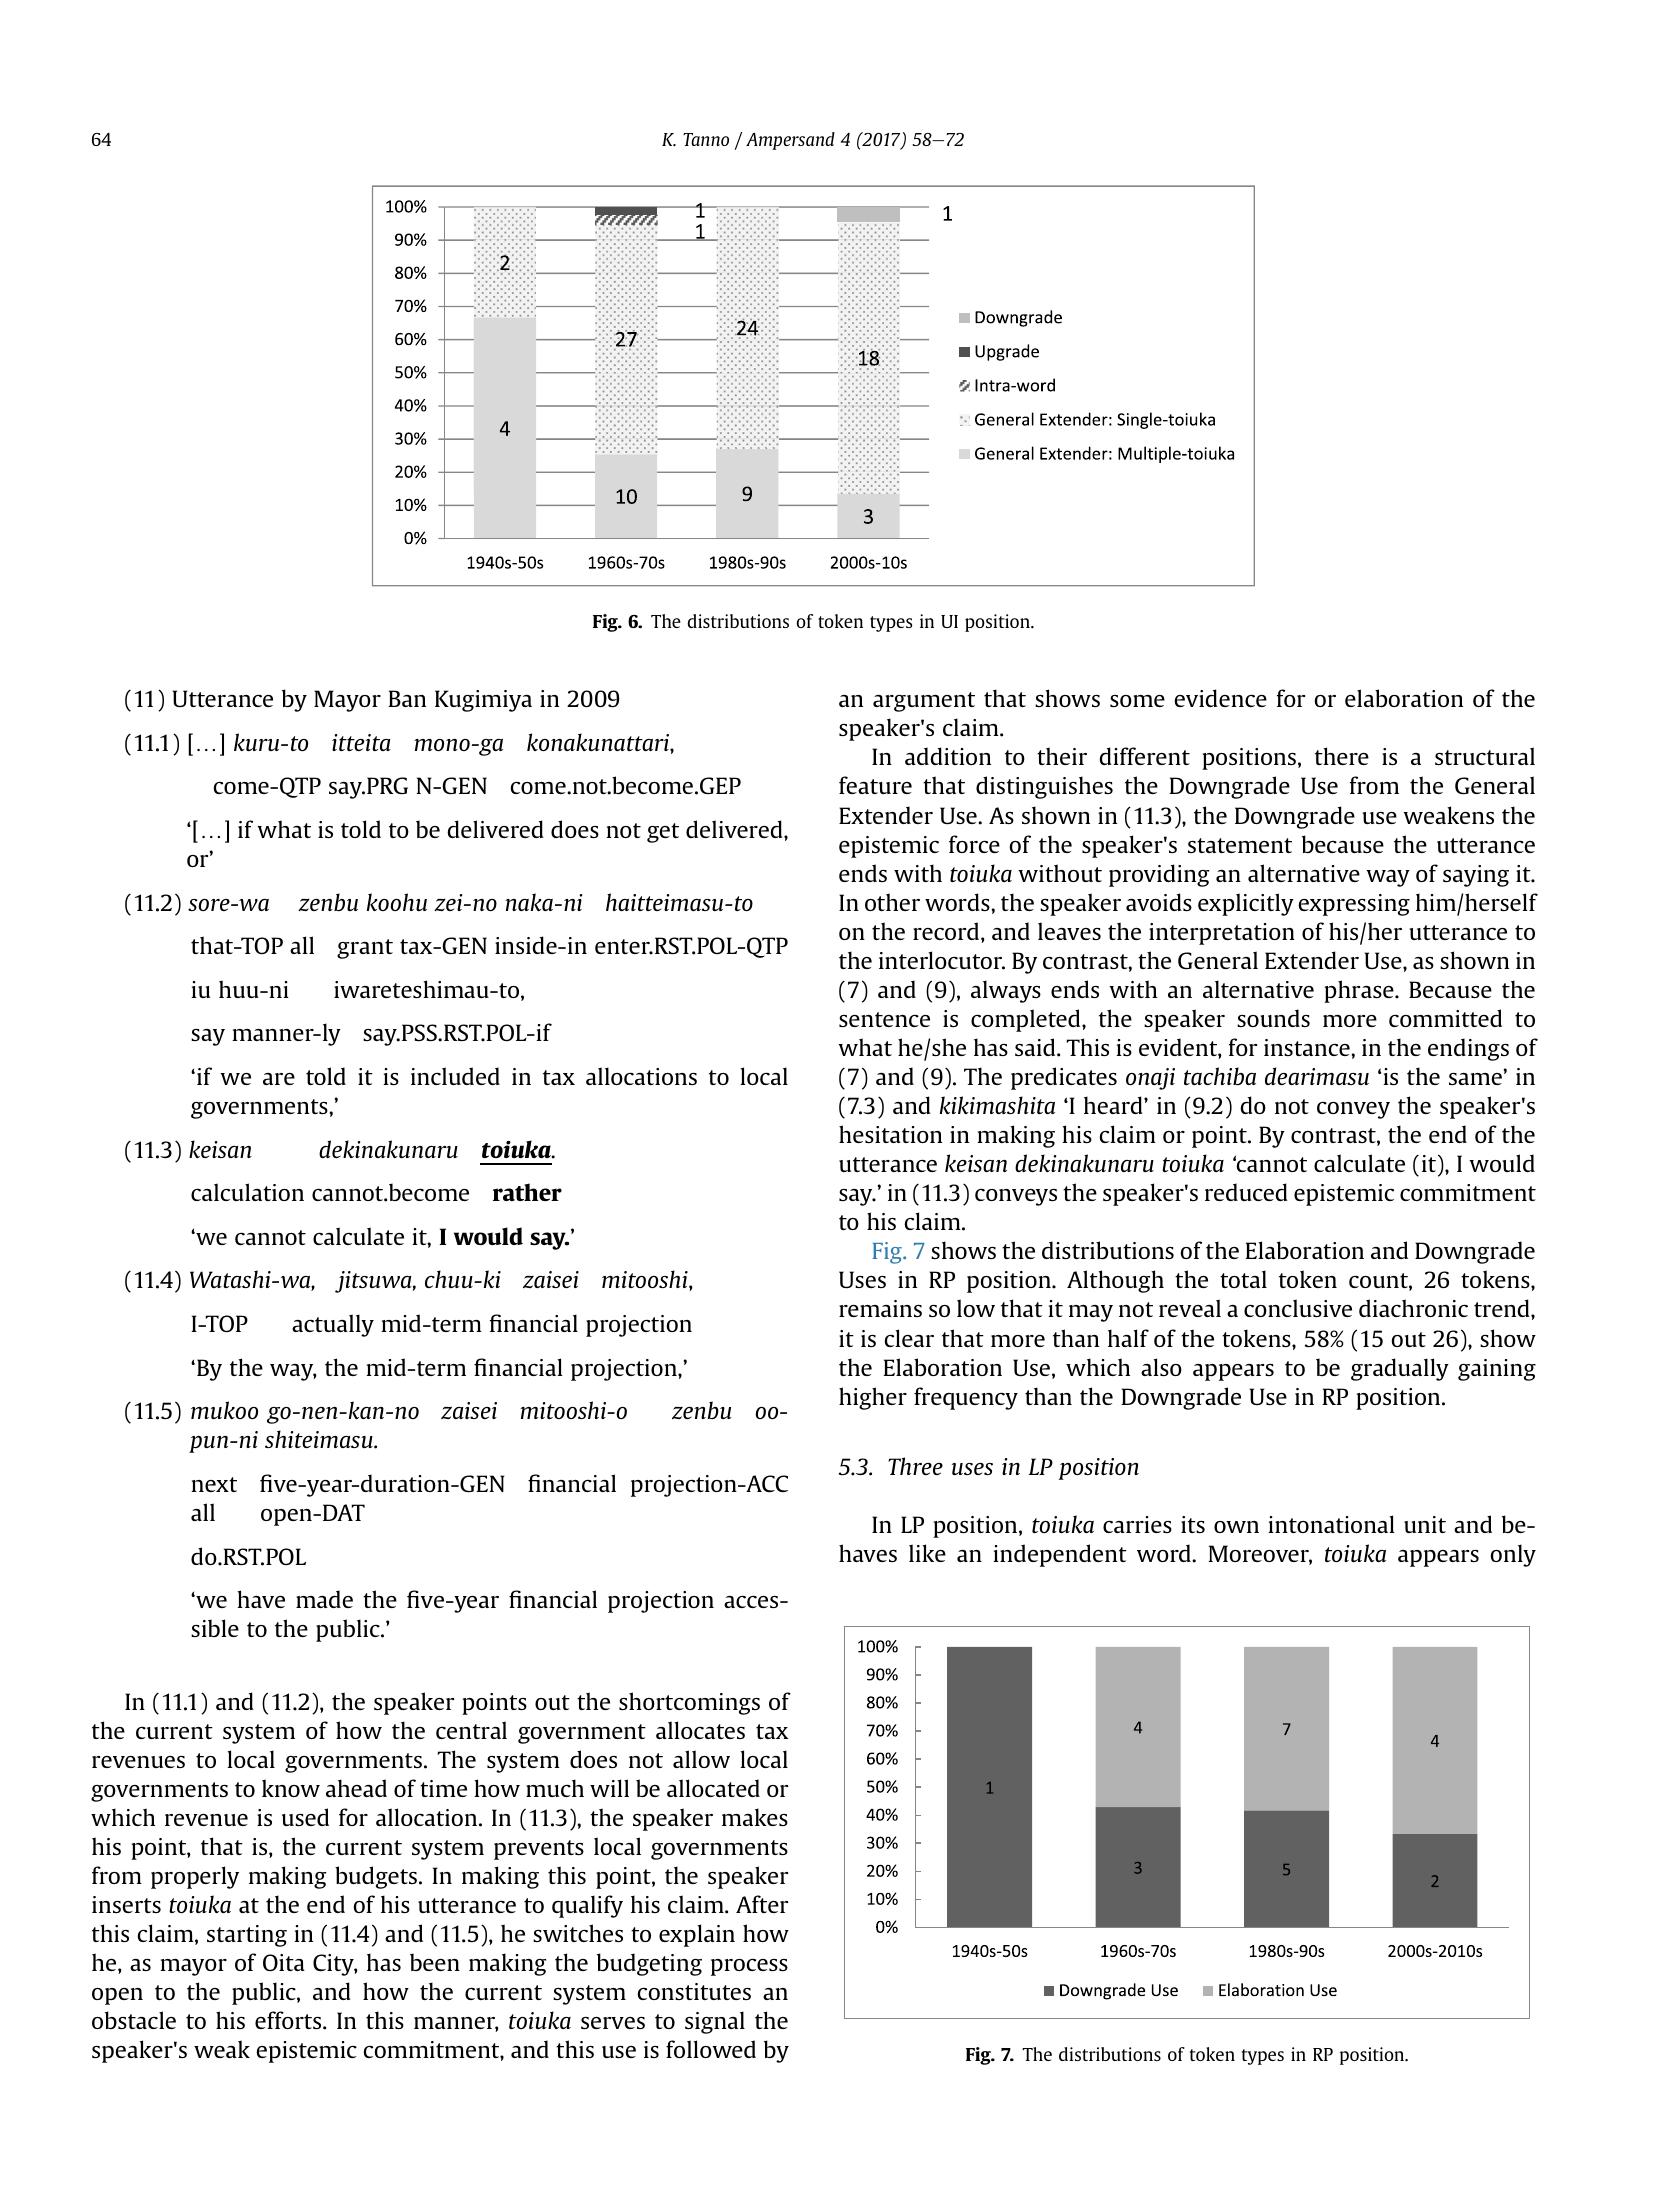 64
K. Tanno / Ampersand 4 (2017) 58–72
100%
90%
80%
70%
60%
50%
40%
30%
20%
10%
0%
2
4
1
1
27
10
24
9
1
18
3
1940s-50s
1960s-70s
1980s-90s
2000s-10s
Downgrade
Upgrade
Intra-word
General Extender: Single-toiuka
General Extender: Multiple-toiuka
Fig. 6. The distributions of token types in UI position.
(11) Utterance by Mayor Ban Kugimiya in 2009
(11.1) […] kuru-to itteita mono-ga konakunattari,
come-QTP say.PRG N-GEN come.not.become.GEP
‘[…] if what is told to be delivered does not get delivered,
or’
(11.2) sore-wa zenbu koohu zei-no naka-ni haitteimasu-to
that-TOP all grant tax-GEN inside-in enter.RST.POL-QTP
iu huu-ni iwareteshimau-to,
say manner-ly say.PSS.RST.POL-if
‘if we are told it is included in tax allocations to local
governments,’
(11.3) keisan dekinakunaru toiuka.
calculation cannot.become rather
‘we cannot calculate it, I would say.’
(11.4) Watashi-wa, jitsuwa, chuu-ki zaisei mitooshi,
I-TOP actually mid-term financial projection
‘By the way, the mid-term financial projection,’
(11.5) mukoo go-nen-kan-no zaisei mitooshi-o zenbu oo-
pun-ni shiteimasu.
next five-year-duration-GEN financial projection-ACC
all open-DAT
do.RST.POL
‘we have made the five-year financial projection acces-
sible to the public.’
In (11.1) and (11.2), the speaker points out the shortcomings of
the current system of how the central government allocates tax
revenues to local governments. The system does not allow local
governments to know ahead of time how much will be allocated or
which revenue is used for allocation. In (11.3), the speaker makes
his point, that is, the current system prevents local governments
from properly making budgets. In making this point, the speaker
inserts toiuka at the end of his utterance to qualify his claim. After
this claim, starting in (11.4) and (11.5), he switches to explain how
he, as mayor of Oita City, has been making the budgeting process
open to the public, and how the current system constitutes an
obstacle to his efforts. In this manner, toiuka serves to signal the
speaker's weak epistemic commitment, and this use is followed by
an argument that shows some evidence for or elaboration of the
speaker's claim.
In addition to their different positions, there is a structural
feature that distinguishes the Downgrade Use from the General
Extender Use. As shown in (11.3), the Downgrade use weakens the
epistemic force of the speaker's statement because the utterance
ends with toiuka without providing an alternative way of saying it.
In other words, the speaker avoids explicitly expressing him/herself
on the record, and leaves the interpretation of his/her utterance to
the interlocutor. By contrast, the General Extender Use, as shown in
(7) and (9), always ends with an alternative phrase. Because the
sentence is completed, the speaker sounds more committed to
what he/she has said. This is evident, for instance, in the endings of
(7) and (9). The predicates onaji tachiba dearimasu ‘is the same’ in
(7.3) and kikimashita ‘I heard’ in (9.2) do not convey the speaker's
hesitation in making his claim or point. By contrast, the end of the
utterance keisan dekinakunaru toiuka ‘cannot calculate (it), I would
say.’ in (11.3) conveys the speaker's reduced epistemic commitment
to his claim.
Fig. 7 shows the distributions of the Elaboration and Downgrade
Uses in RP position. Although the total token count, 26 tokens,
remains so low that it may not reveal a conclusive diachronic trend,
it is clear that more than half of the tokens, 58% (15 out 26), show
the Elaboration Use, which also appears to be gradually gaining
higher frequency than the Downgrade Use in RP position.
5.3. Three uses in LP position
In LP position, toiuka carries its own intonational unit and be-
haves like an independent word. Moreover, toiuka appears only
100%
90%
80%
70%
60%
50%
40%
30%
20%
10%
0%
1
4
3
7
5
4
2
1940s-50s
1960s-70s
1980s-90s
2000s-2010s
Downgrade Use
Elaboration Use
Fig. 7. The distributions of token types in RP position.